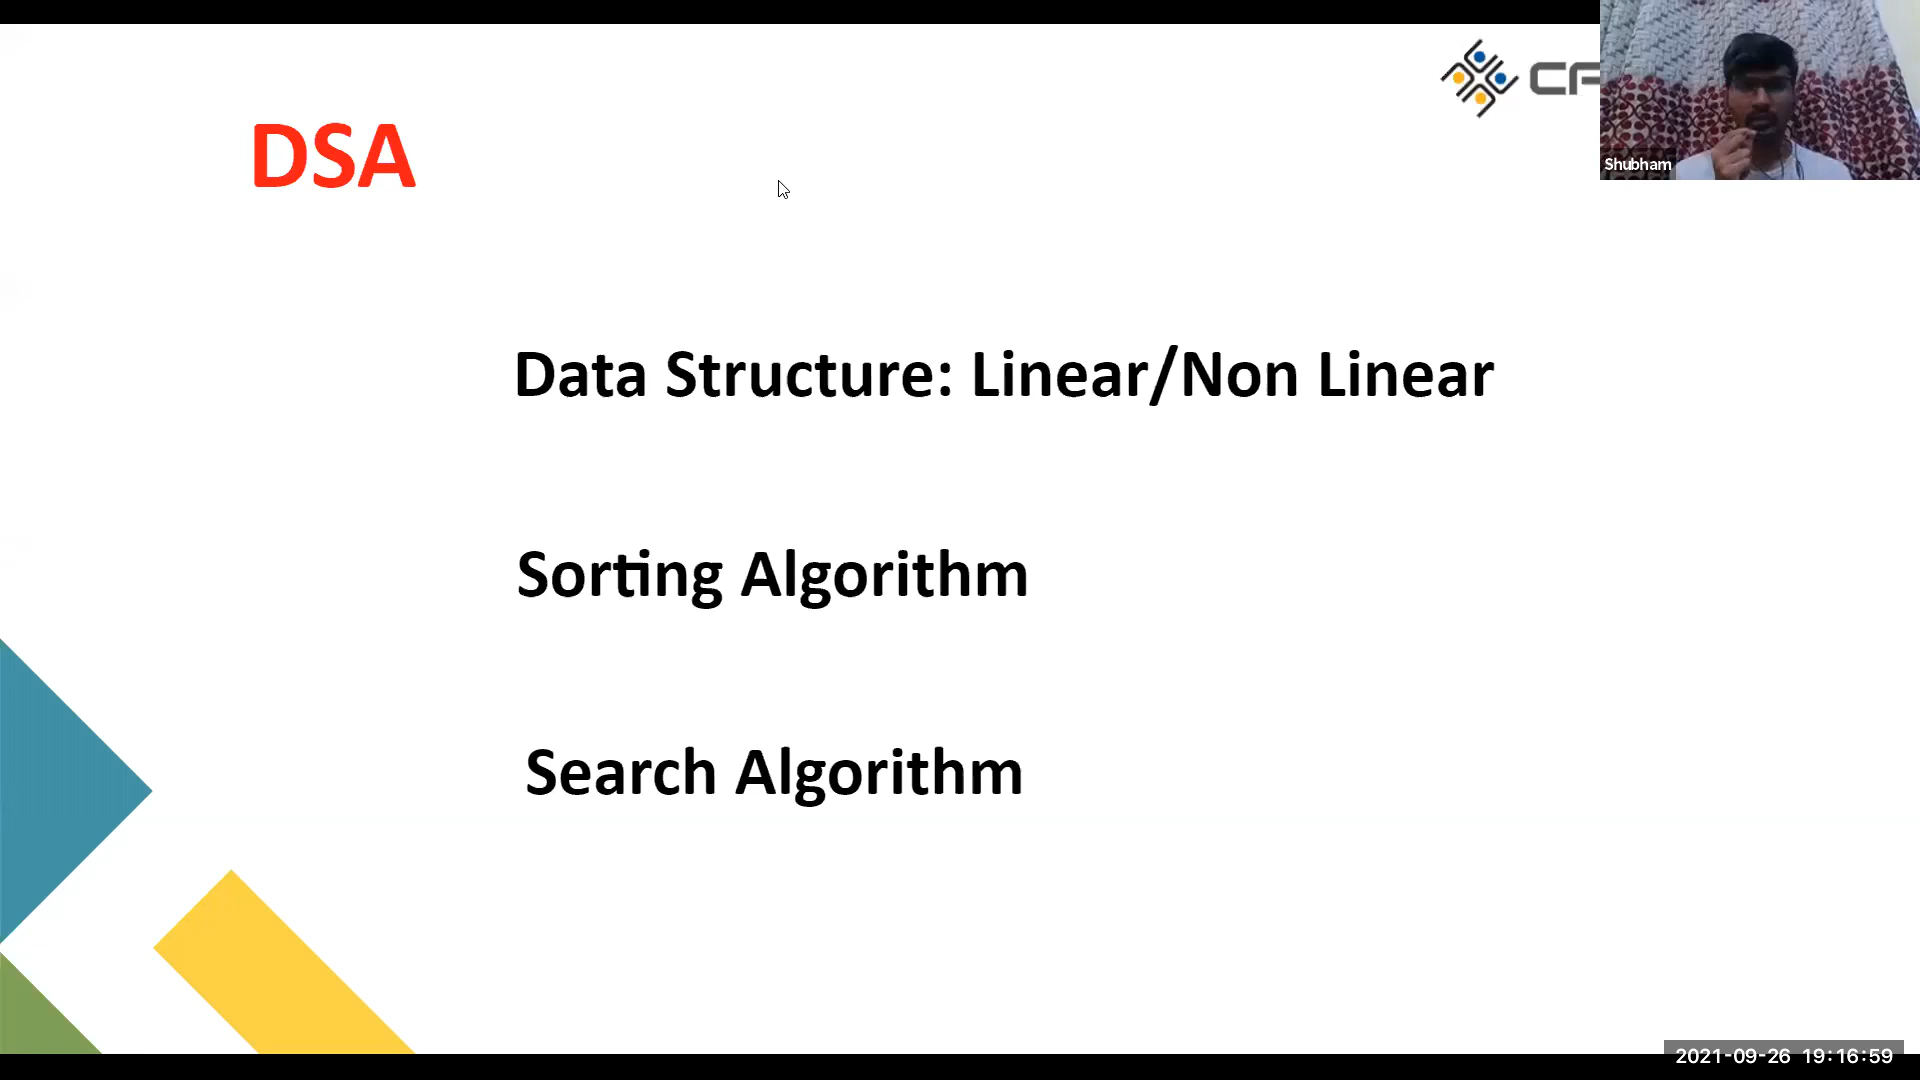 DSA
Shubham
Data Structure: Linear/Non Linear
Sorting Algorithm
Search Algorithm
2021-09-26 19:16:59